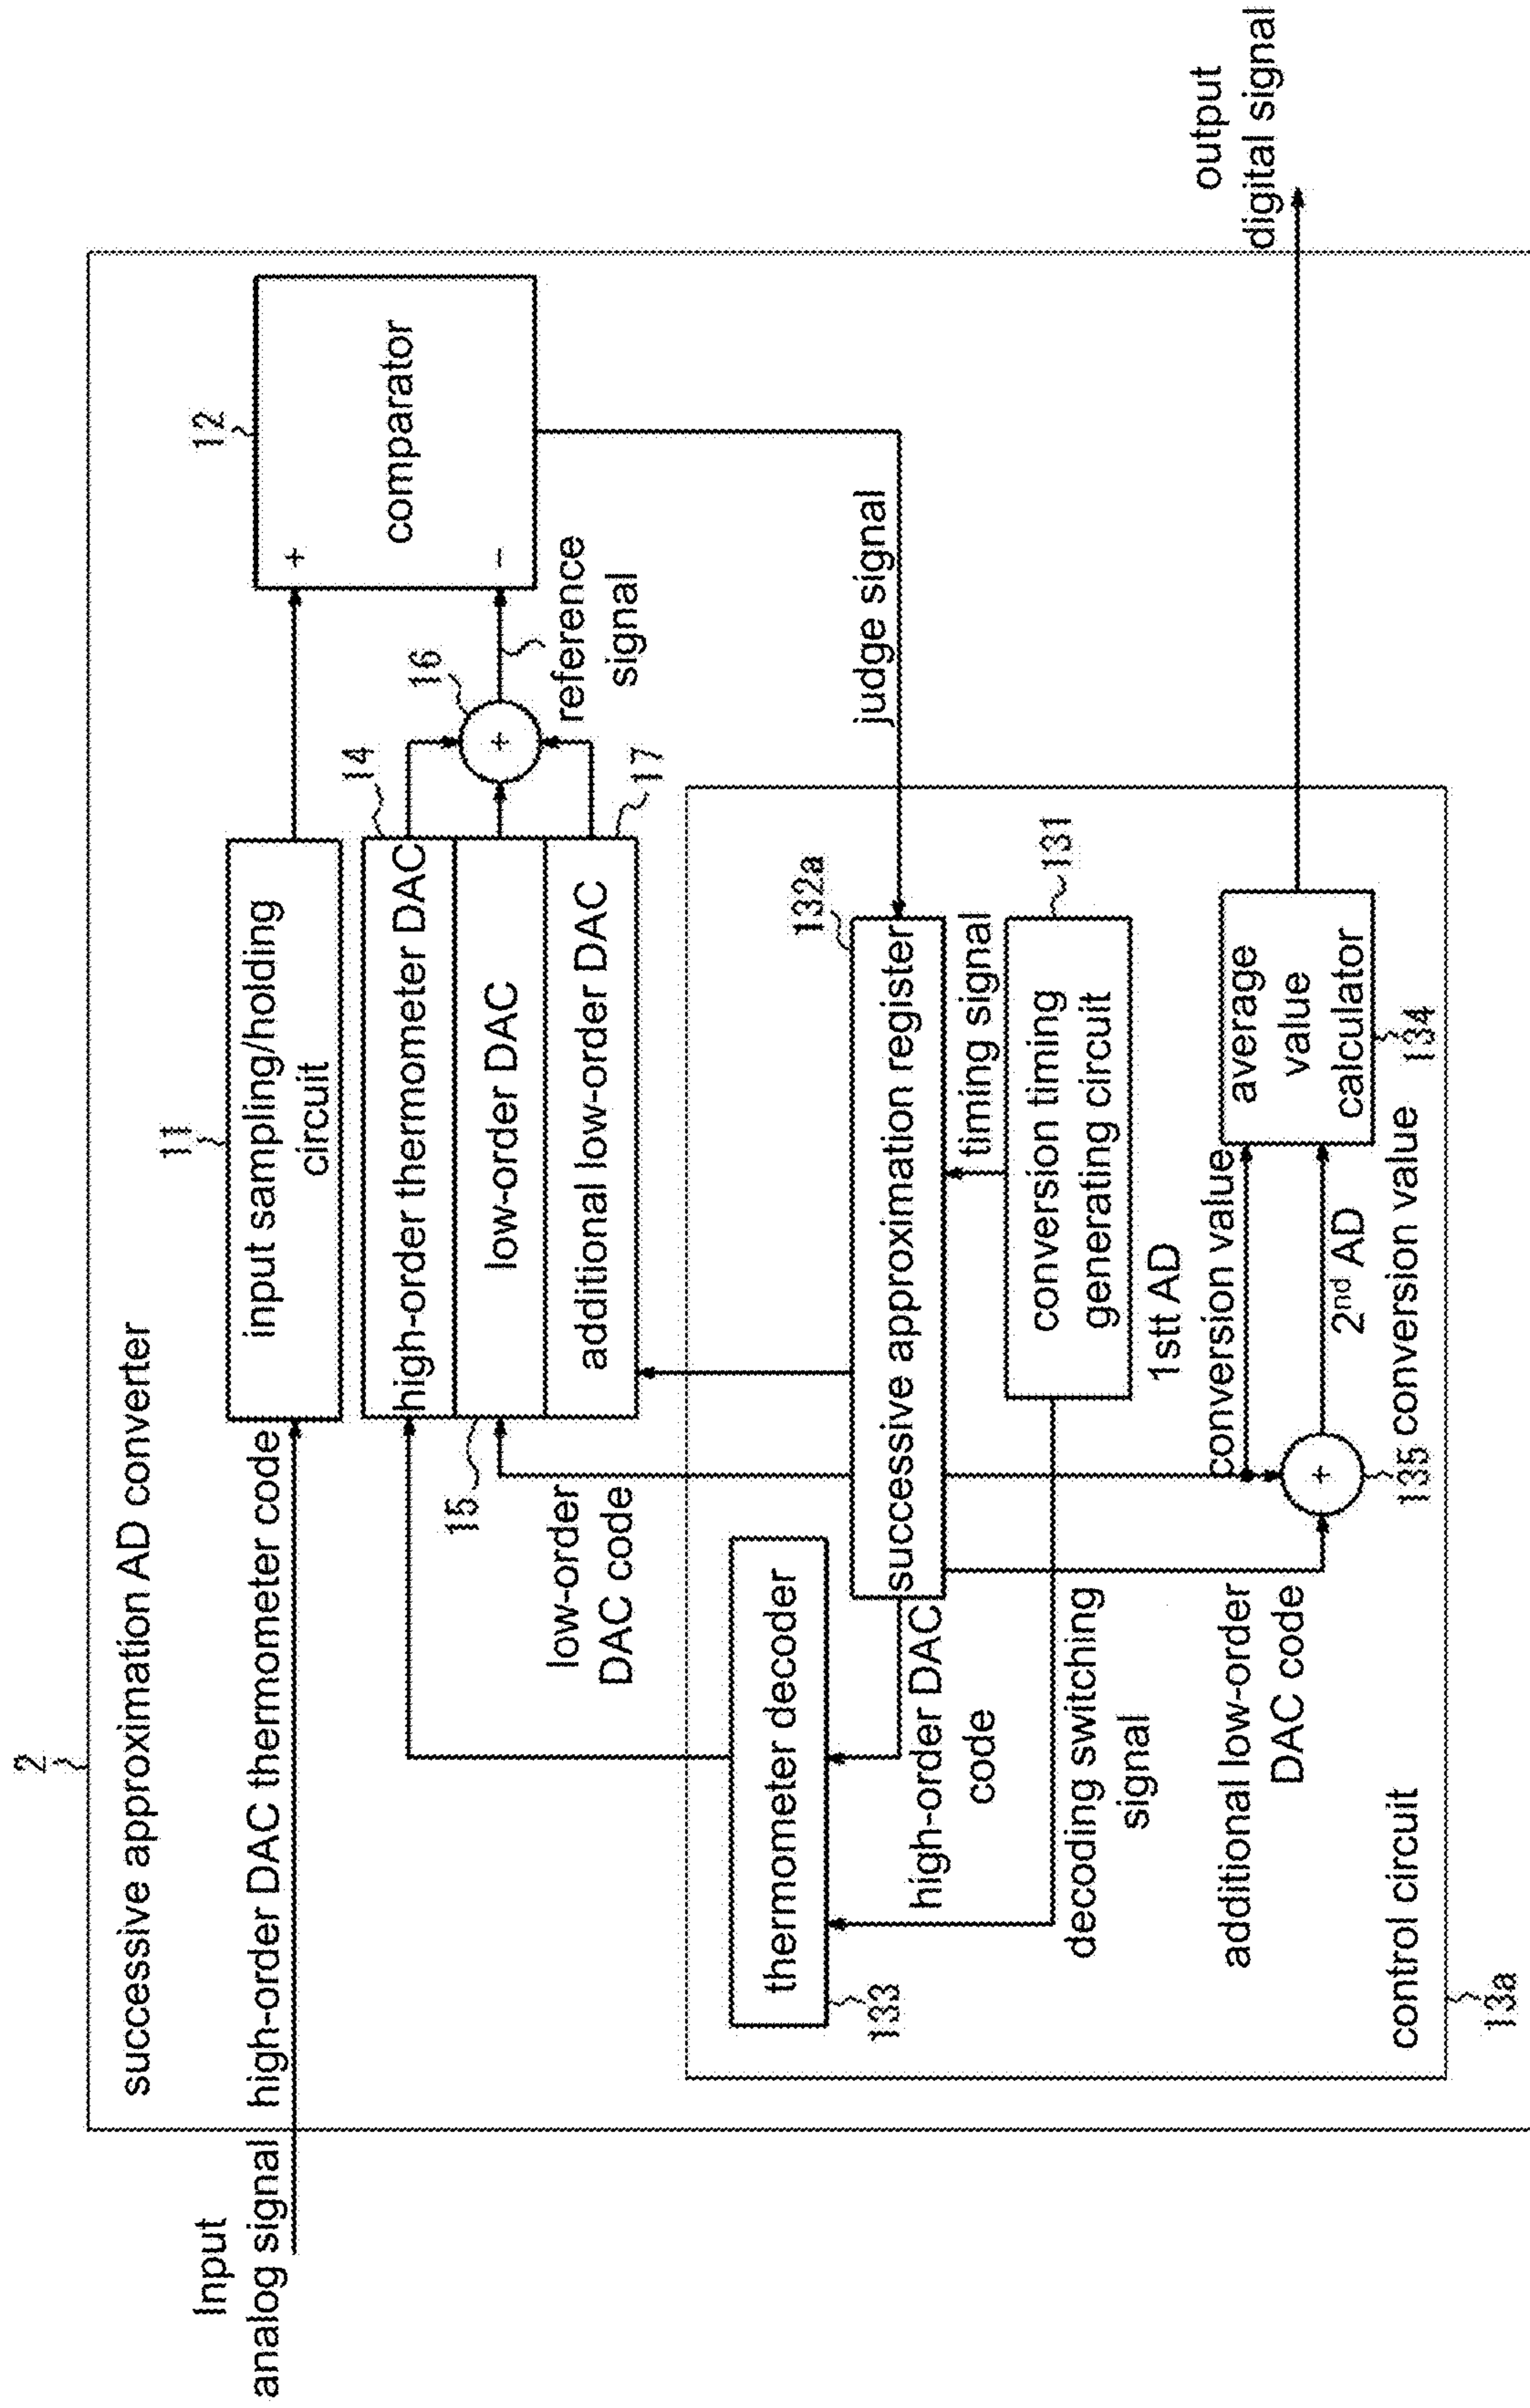 2
successive approximation AD converter
Input
analog signal
high-order DAC thermometer code
11
input sampling/holding
circuit
12
+
comparator
−
14
high-order thermometer DAC
16
+
15
low-order DAC
reference
signal
additional low-order DAC
17
low-order
DAC code
judge signal
133
thermometer decoder
132a
successive approximation register
high-order DAC
code
timing signal
131
conversion timing
generating circuit
decoding switching
signal
1stt AD
conversion value
additional low-order
DAC code
+
135
2nd AD
conversion value
average
value
calculator
134
output
digital signal
control circuit
13a